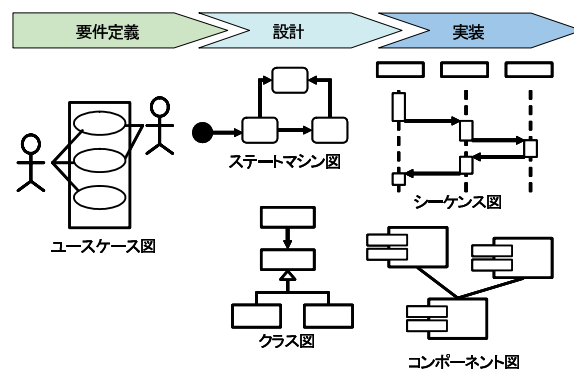 要件定義
設計
実装
ユースケース図
ステートマシン図
シーケンス図
クラス図
コンポーネント図